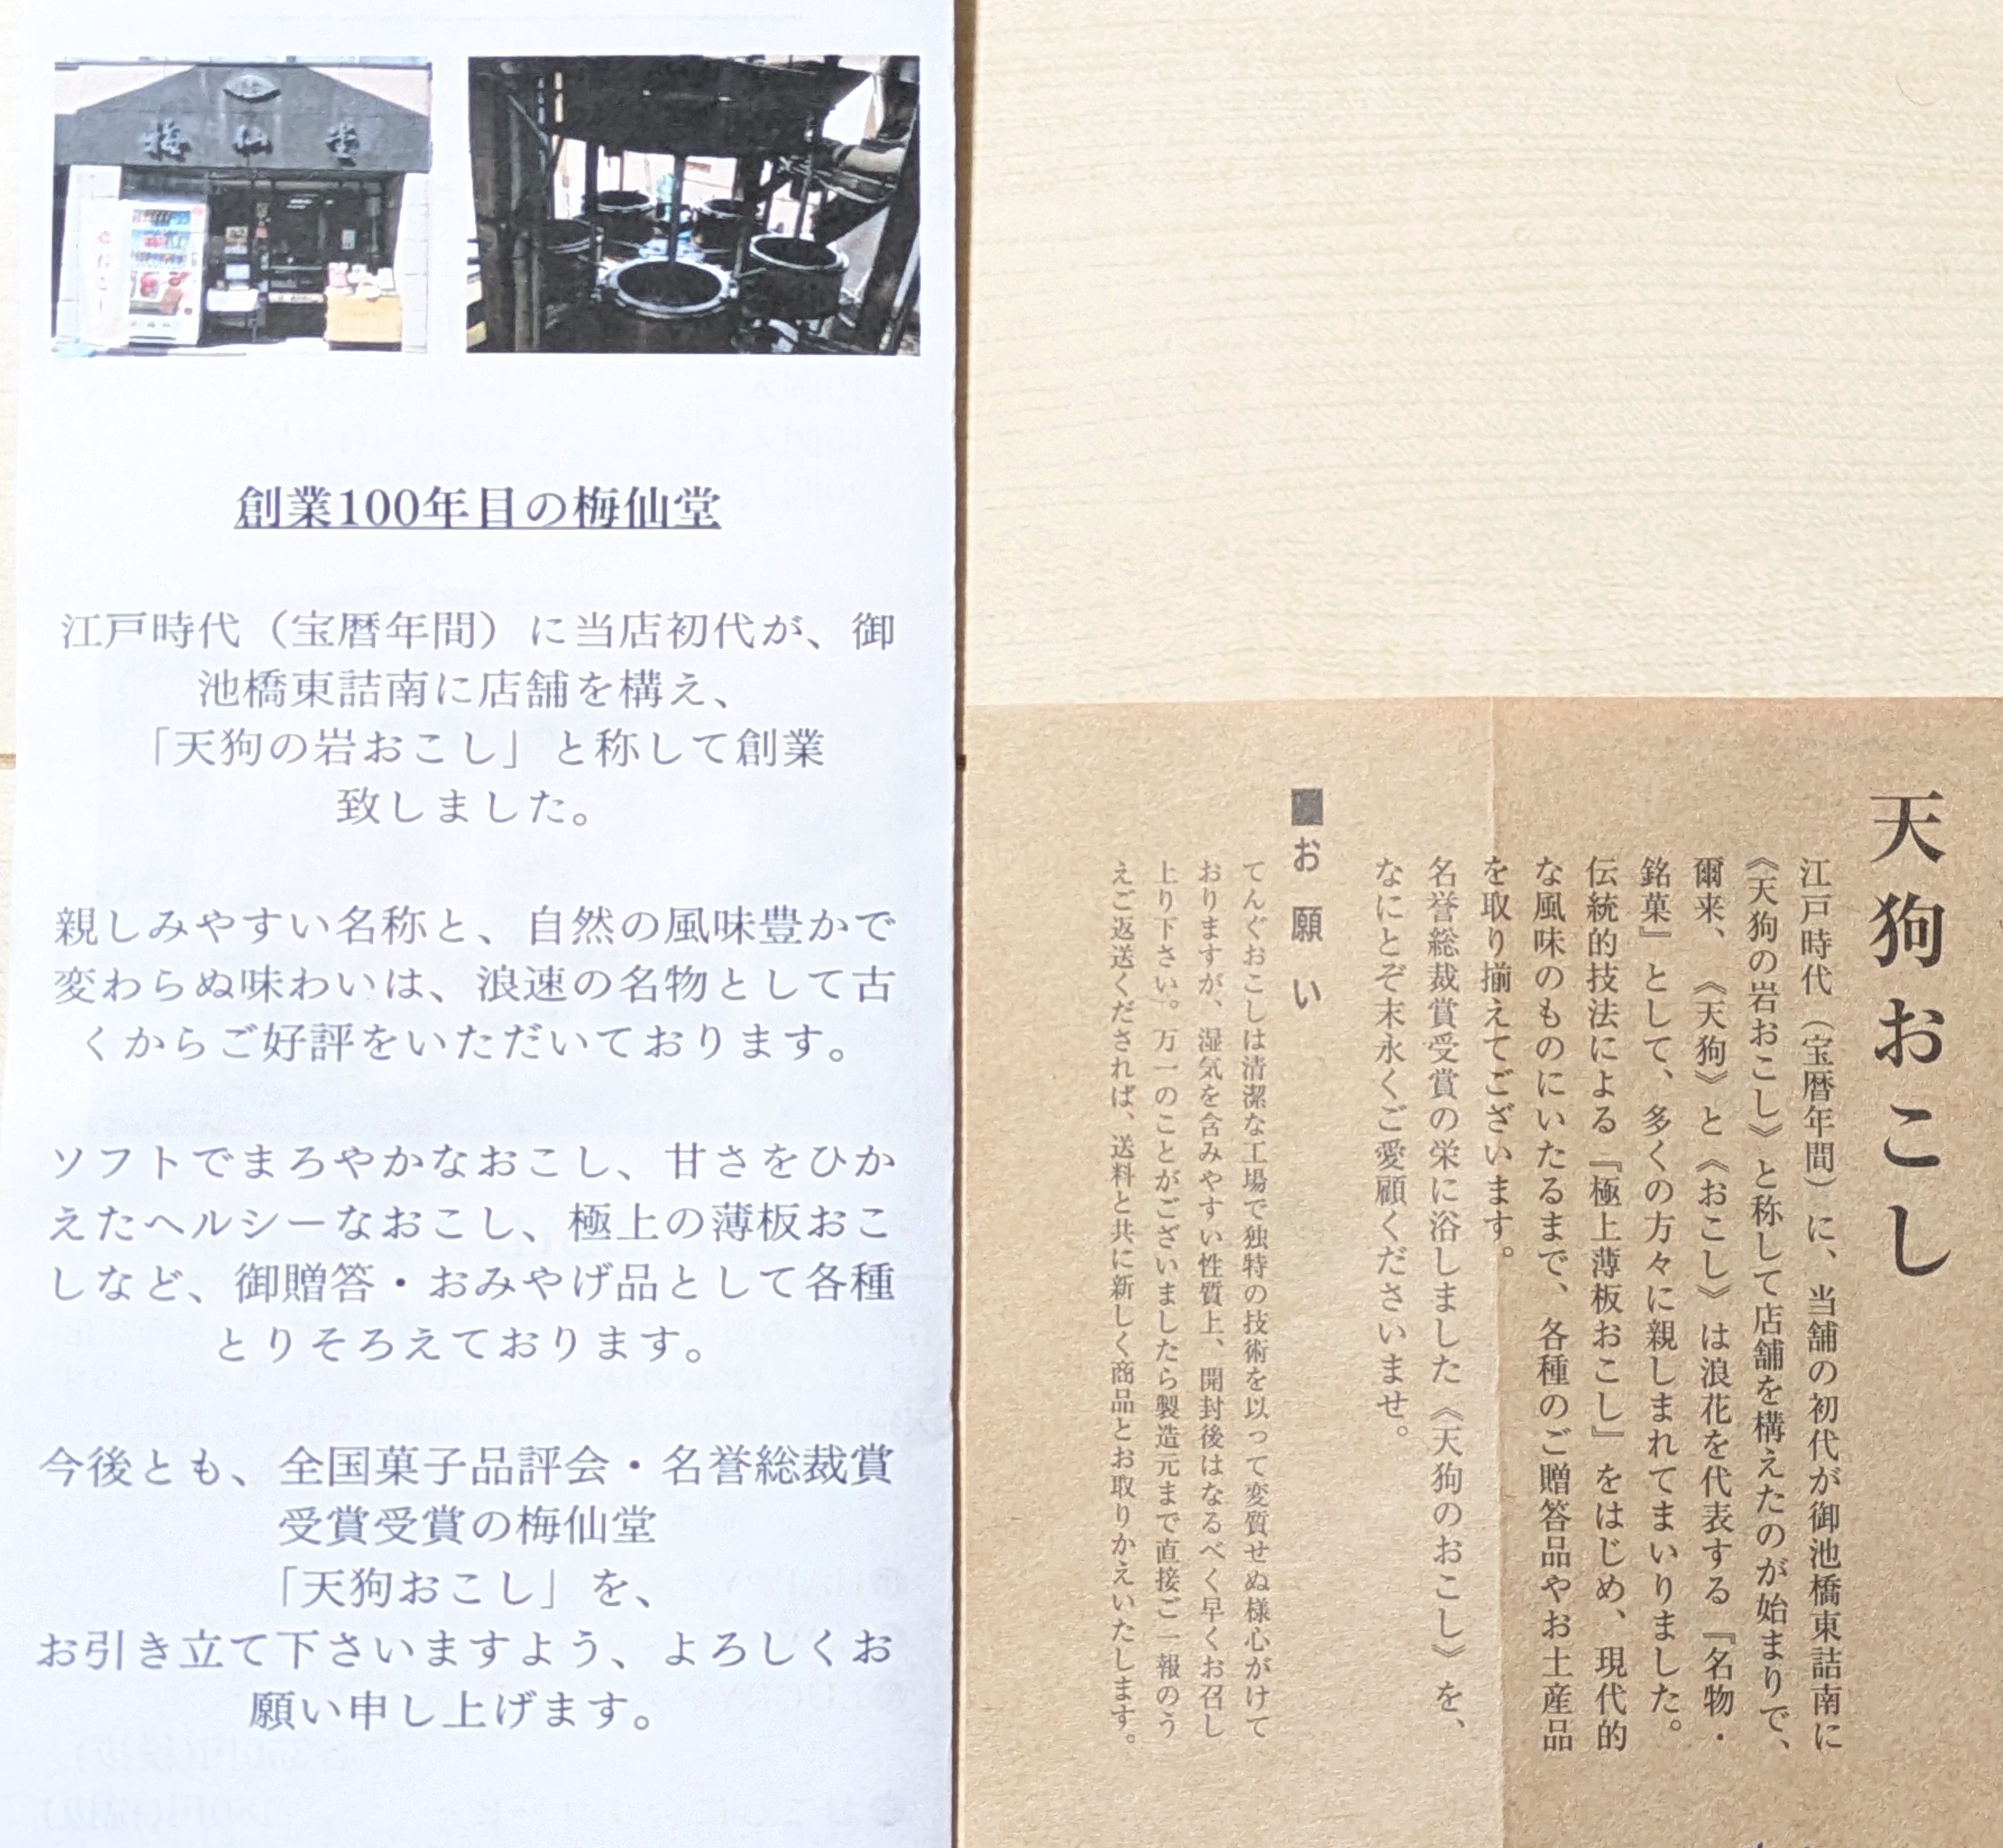 梅仙堂
創業100年目の梅仙堂
江戸時代（宝暦年間）に当店初代が、御
池橋東詰南に店舗を構え、
「天狗の岩おこし」と称して創業
致しました。
親しみやすい名称と、自然の風味豊かで
変わらぬ味わいは、浪速の名物として古
くからご好評をいただいております。
ソフトでまろやかなおこし、甘さをひか
えたヘルシーなおこし、極上の薄板おこ
しなど、御贈答・おみやげ品として各種
とりそろえております。
今後とも、全国菓子品評会・名誉総裁賞
受賞受賞の梅仙堂
「天狗おこし」を、
お引き立て下さいますよう、よろしくお
願い申し上げます。
天狗おこし
江戸時代（宝暦年間）に、当舗の初代が御池橋東詰南に
《天狗の岩おこし》と称して店舗を構えたのが始まりで、
爾来、《天狗》と《おこし》は浪花を代表する『名物・
銘菓』として、多くの方々に親しまれてまいりました。
伝統的技法による『極上薄板おこし』をはじめ、現代的
な風味のものにいたるまで、各種のご贈答品やお土産品
を取り揃えてございます。
名誉総裁賞受賞の栄に浴しました《天狗のおこし》を、
なにとぞ末永くご愛顧くださいませ。
■お願い
てんぐおこしは清潔な工場で独特の技術を以って変質せぬ様心がけて
おりますが、湿気を含みやすい性質上、開封後はなるべく早くお召し
上り下さい。万一のことがございましたら製造元まで直接ご一報のう
えご返送くだされば、送料と共に新しく商品とお取りかえいたします。